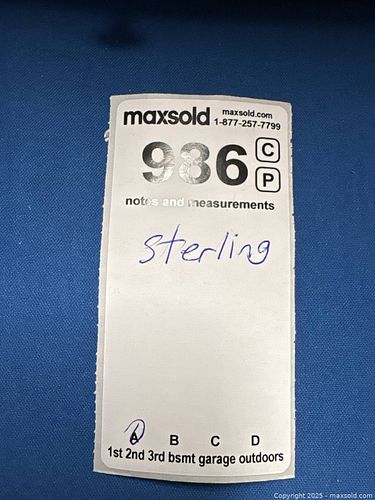 maxsold maxsold.com
1-877-257-7799
986 C
P
notes and measurements
sterling
A B C D
1st 2nd 3rd bsmt garage outdoors
Copyright 2025 - maxsold.com